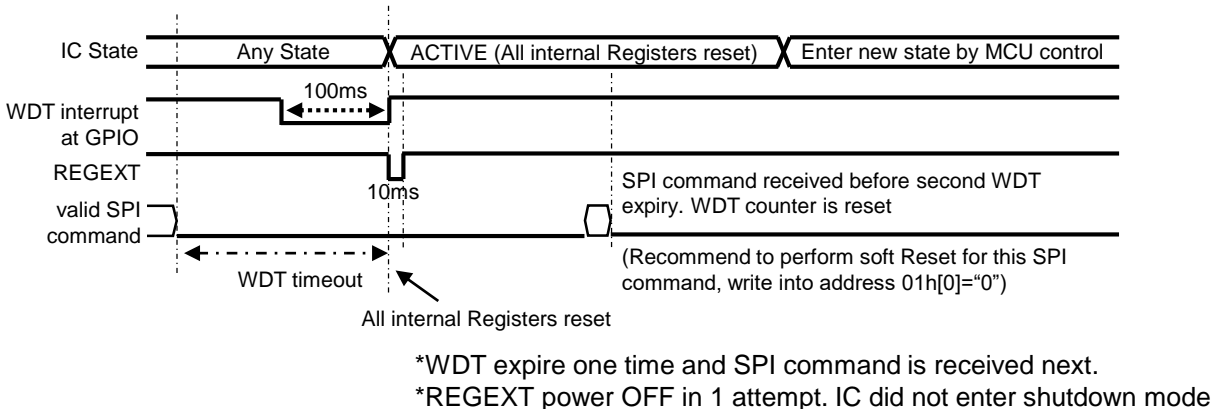 IC State
Any State
ACTIVE (All internal Registers reset)
Enter new state by MCU control
100ms
WDT interrupt
at GPIO
REGEXT
10ms
valid SPI
command
SPI command received before second WDT
expiry. WDT counter is reset
WDT timeout
(Recommend to perform soft Reset for this SPI
command, write into address 01h[0]=“0”)
All internal Registers reset
*WDT expire one time and SPI command is received next.
*REGEXT power OFF in 1 attempt. IC did not enter shutdown mode